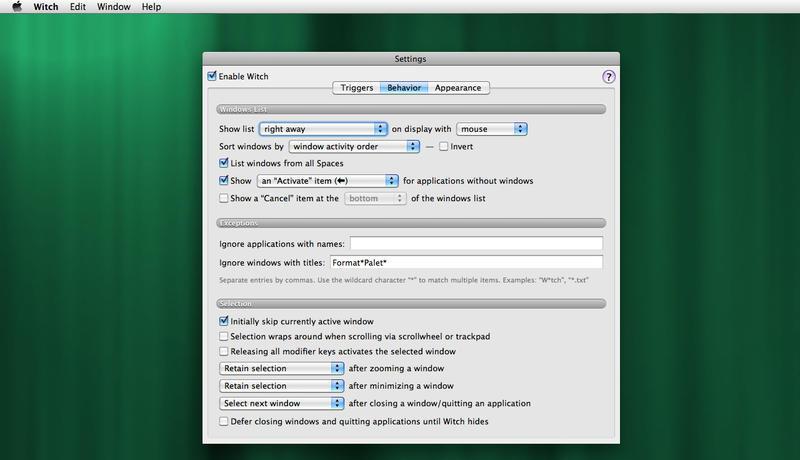 Witch Edit Window Help
Settings
Enable Witch ?
Triggers Behavior Appearance
Windows List
Show list right away on display with mouse
Sort windows by window activity order — Invert
List windows from all Spaces
Show an "Activate" item (⬅) for applications without windows
Show a "Cancel" item at the bottom of the windows list
Exceptions
Ignore applications with names:
Ignore windows with titles: Format*Palet*
Separate entries by commas. Use the wildcard character "*" to match multiple items. Examples: "W*tch", "*.txt"
Selection
Initially skip currently active window
Selection wraps around when scrolling via scrollwheel or trackpad
Releasing all modifier keys activates the selected window
Retain selection after zooming a window
Retain selection after minimizing a window
Select next window after closing a window/quitting an application
Defer closing windows and quitting applications until Witch hides